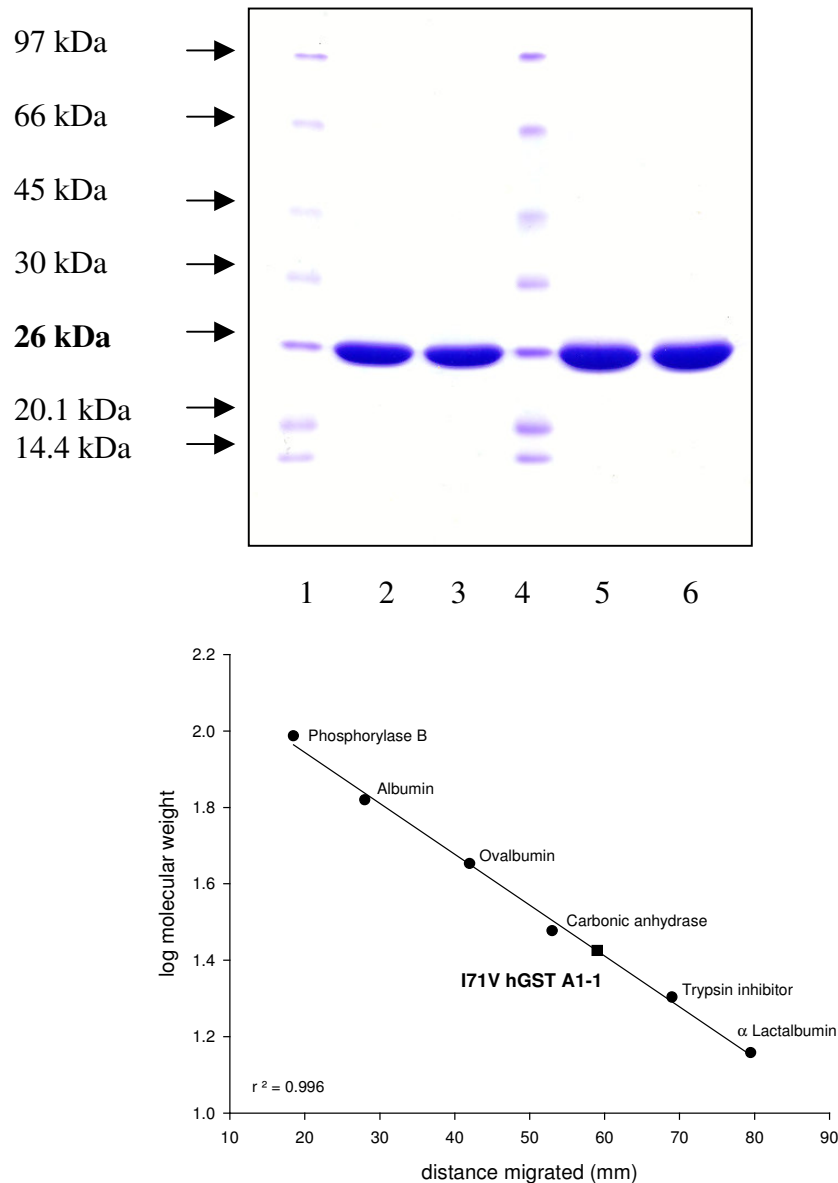 97 kDa
66 kDa
45 kDa
30 kDa
26 kDa
20.1 kDa
14.4 kDa
1 2 3 4 5 6
2.2
2.0
1.8
1.6
1.4
1.2
1.0
log molecular weight
Phosphorylase B
Albumin
Ovalbumin
Carbonic anhydrase
I71V hGST A1-1
Trypsin inhibitor
α Lactalbumin
r ² = 0.996
10 20 30 40 50 60 70 80 90
distance migrated (mm)